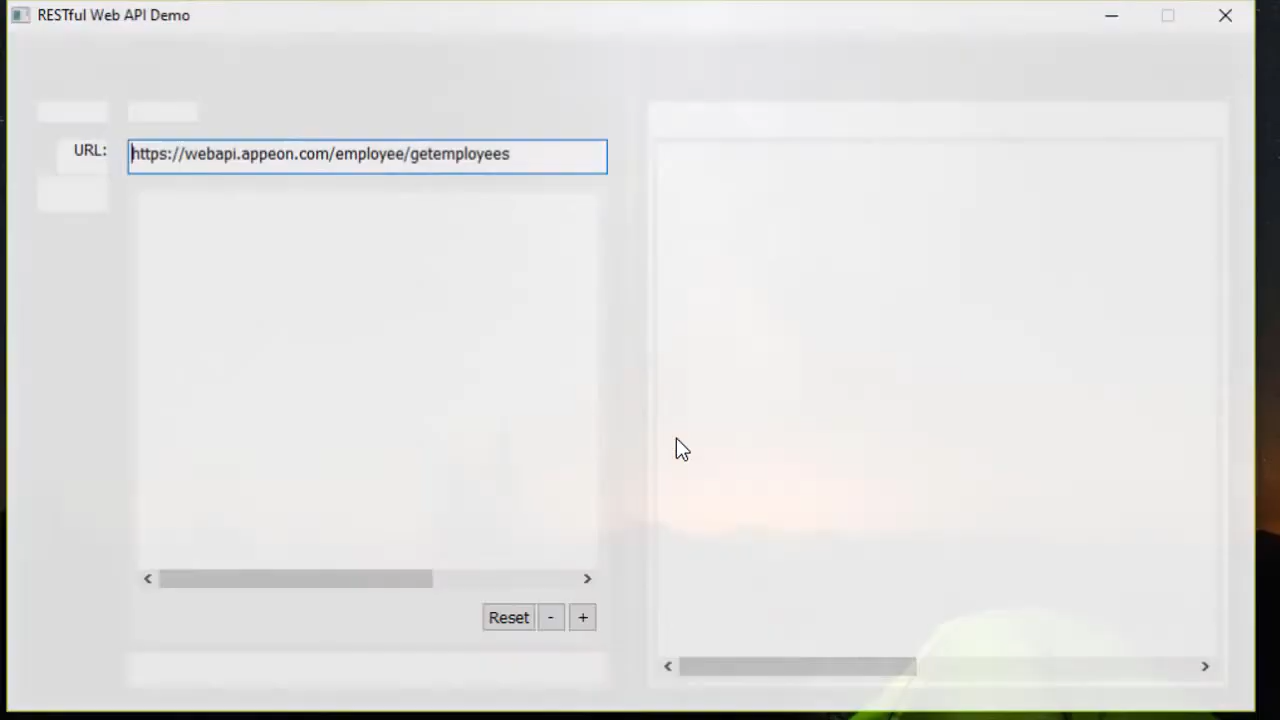 RESTful Web API Demo
URL:
https://webapi.appeon.com/employee/getemployees
Reset - +